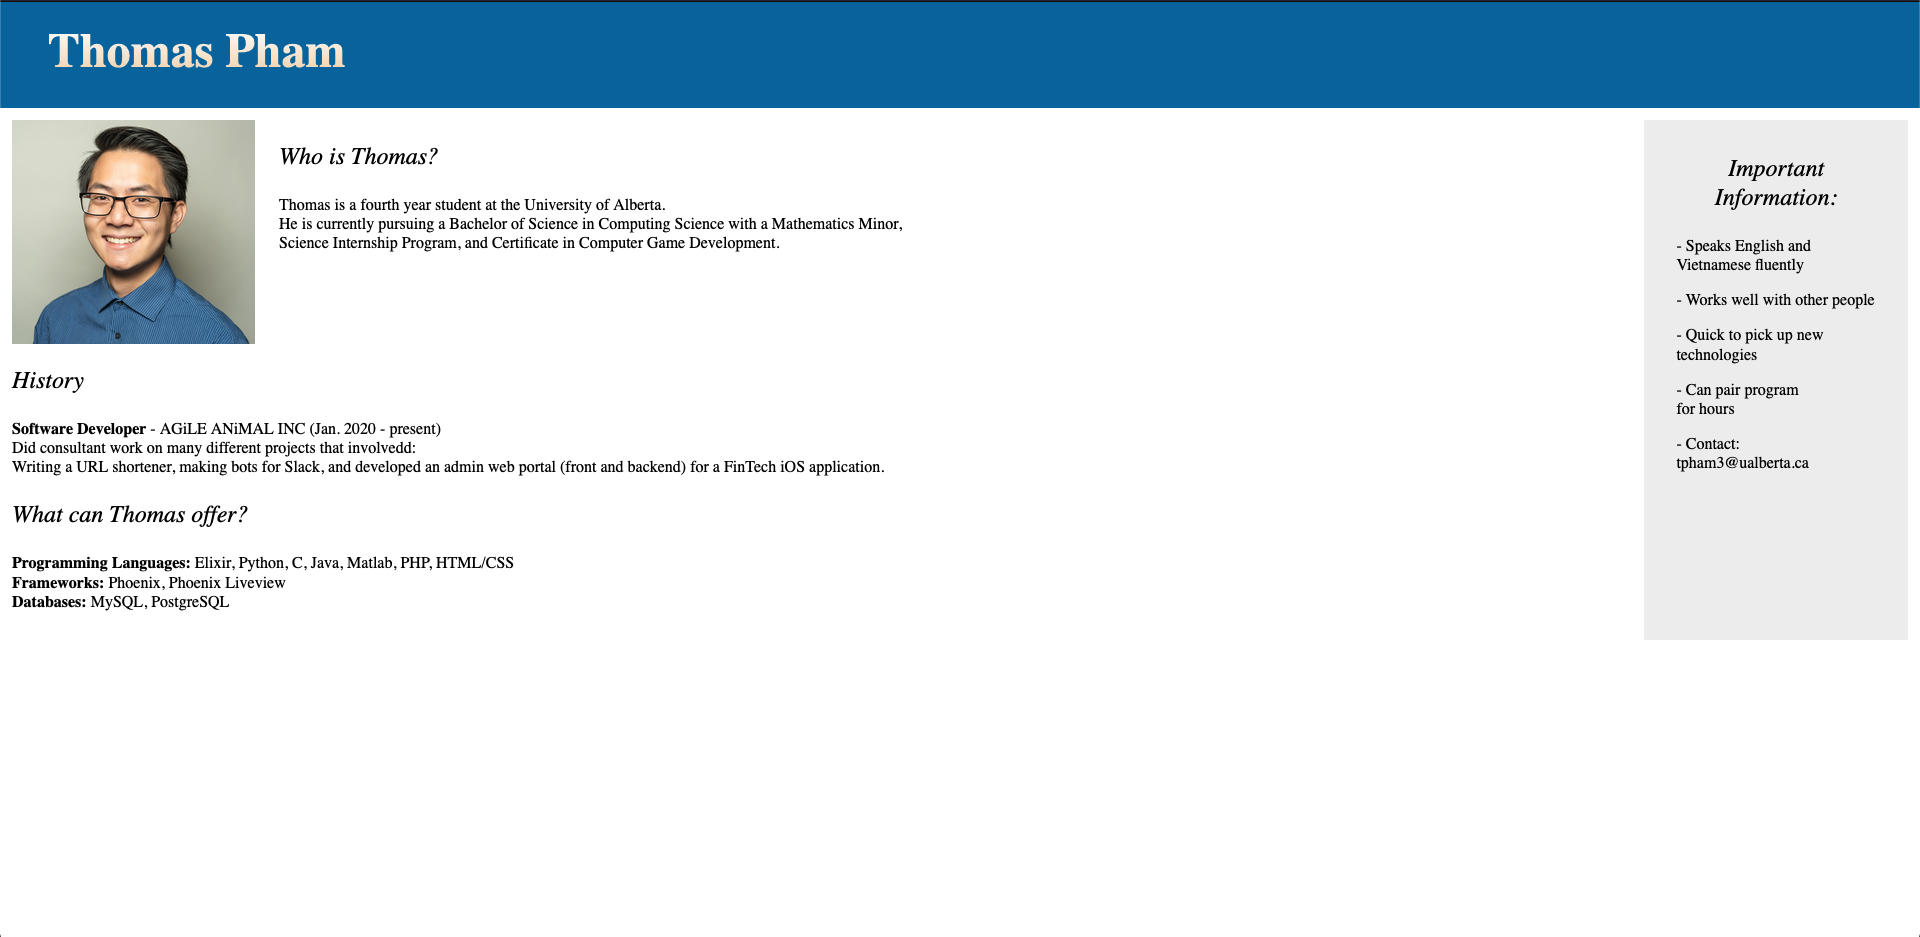 Thomas Pham
Who is Thomas?
Thomas is a fourth year student at the University of Alberta.
He is currently pursuing a Bachelor of Science in Computing Science with a Mathematics Minor,
Science Internship Program, and Certificate in Computer Game Development.
History
Software Developer - AGiLE ANiMAL INC (Jan. 2020 - present)
Did consultant work on many different projects that involvedd:
Writing a URL shortener, making bots for Slack, and developed an admin web portal (front and backend) for a FinTech iOS application.
What can Thomas offer?
Programming Languages: Elixir, Python, C, Java, Matlab, PHP, HTML/CSS
Frameworks: Phoenix, Phoenix Liveview
Databases: MySQL, PostgreSQL
Important
Information:
- Speaks English and
Vietnamese fluently
- Works well with other people
- Quick to pick up new
technologies
- Can pair program
for hours
- Contact:
tpham3@ualberta.ca